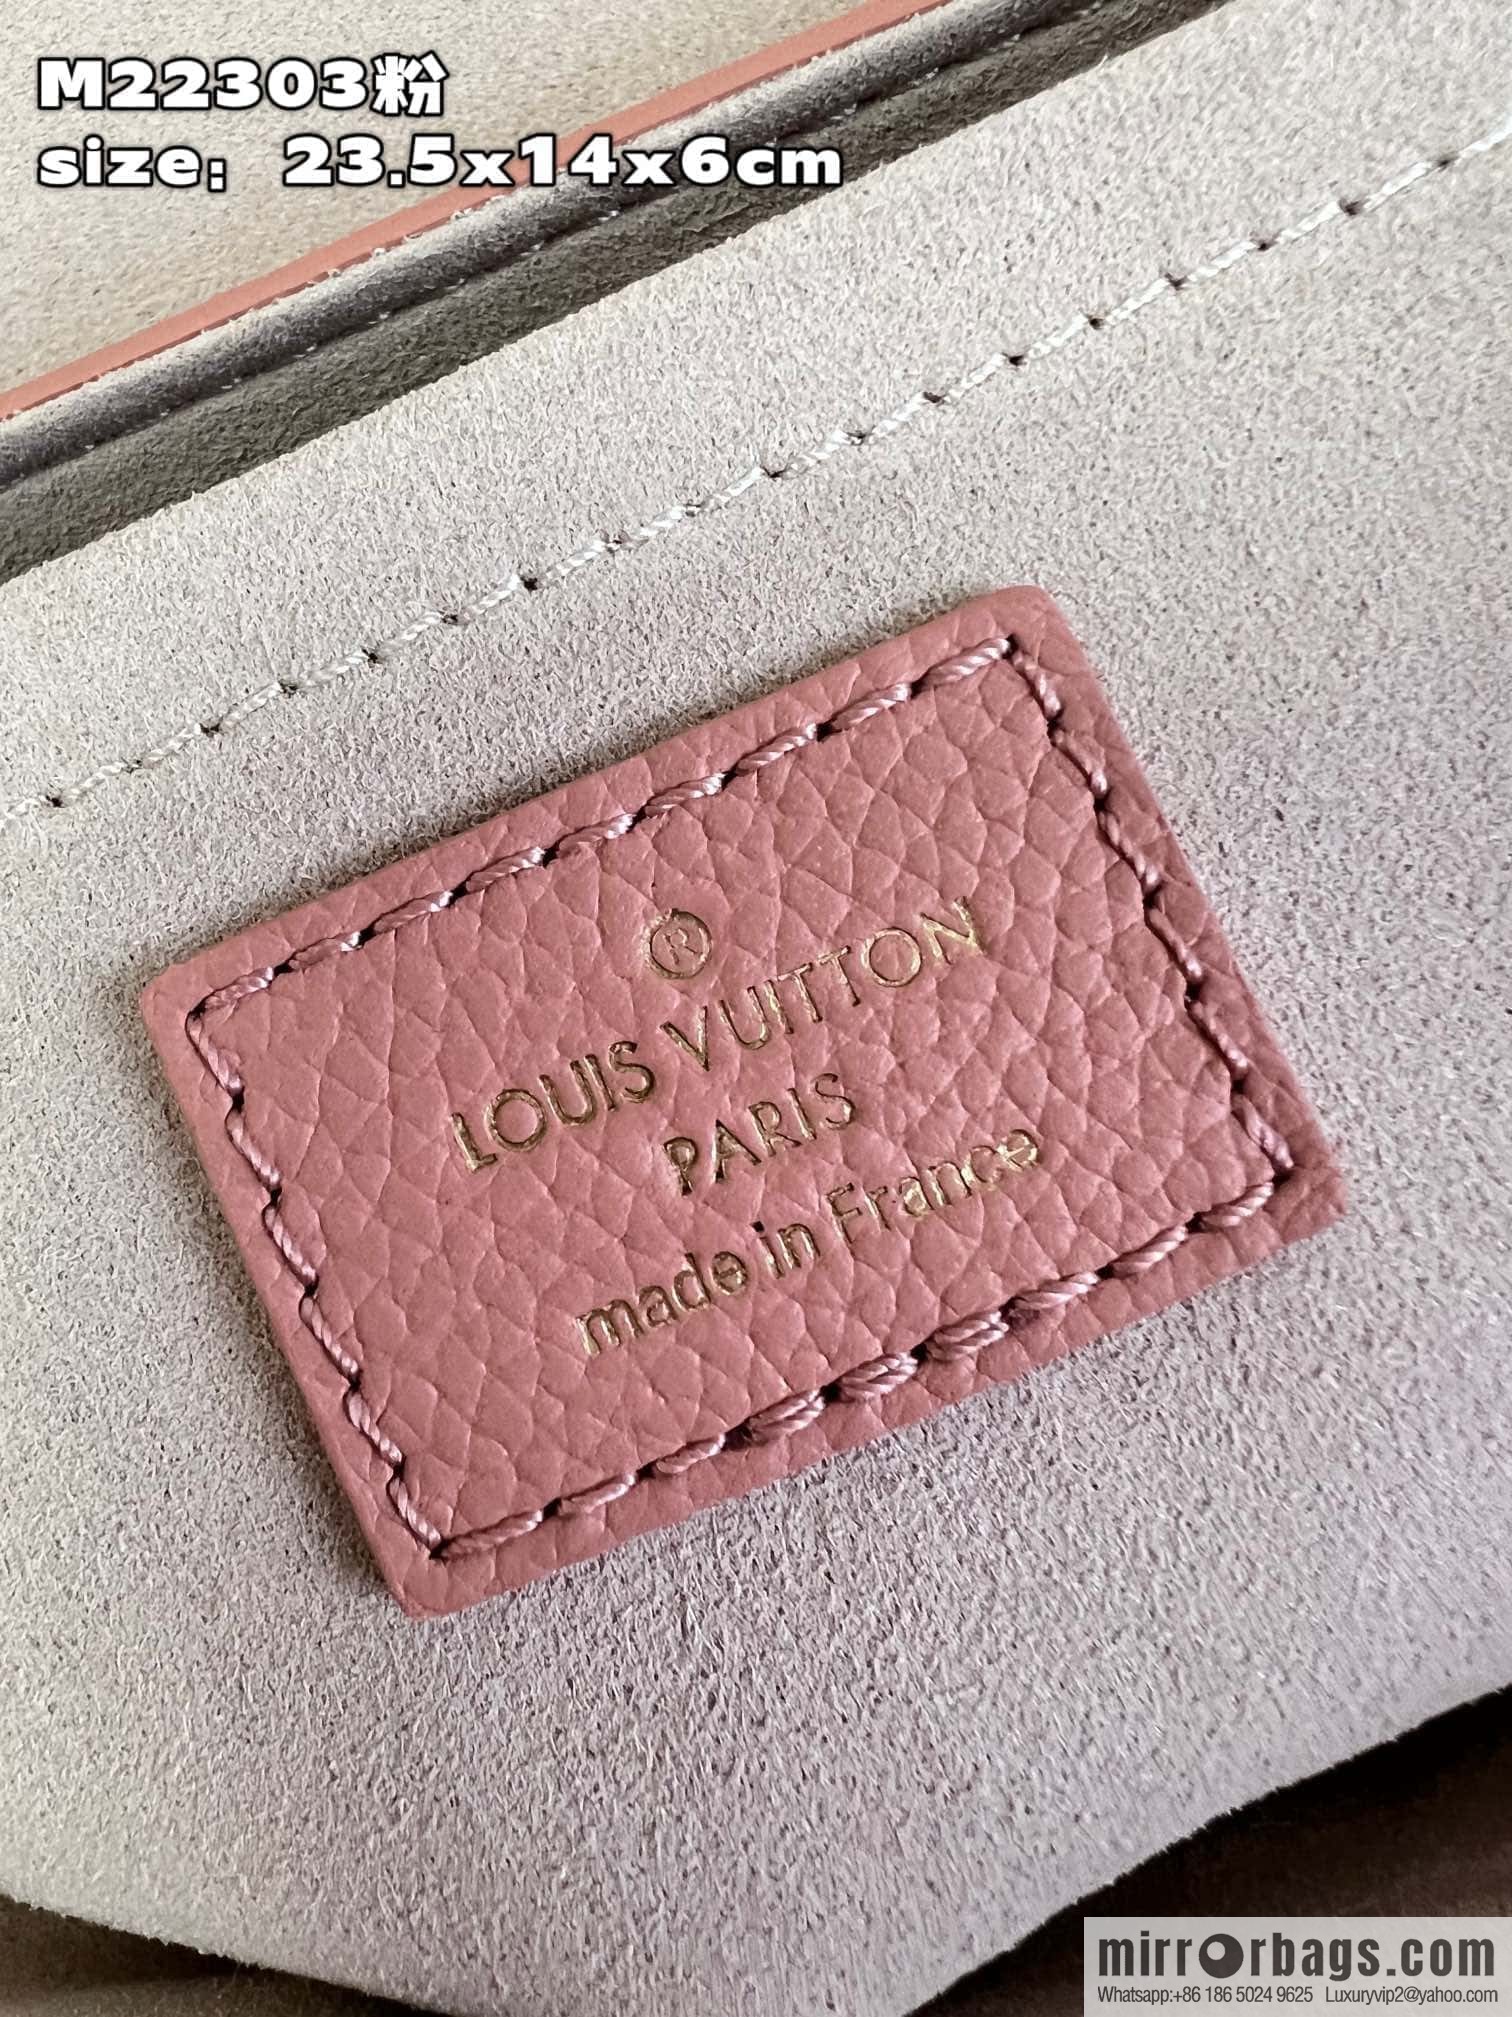 M22303粉
size：23.5x14x6cm
®
LOUIS VUITTON
PARIS
made in France
mirrorbags.com
Whatsapp:+86 186 5024 9625 Luxuryvip2@yahoo.com